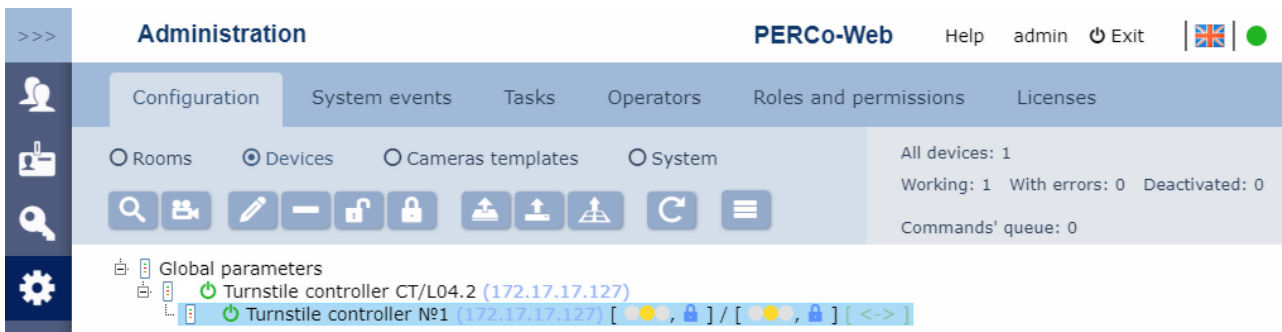 >>> Administration PERCo-Web Help admin Exit
Configuration System events Tasks Operators Roles and permissions Licenses
Rooms Devices Cameras templates System
All devices: 1
Working: 1 With errors: 0 Deactivated: 0
Commands' queue: 0
Global parameters
Turnstile controller CT/L04.2 (172.17.17.127)
Turnstile controller №1 (172.17.17.127) [ , ] / [ , ] [ <-> ]